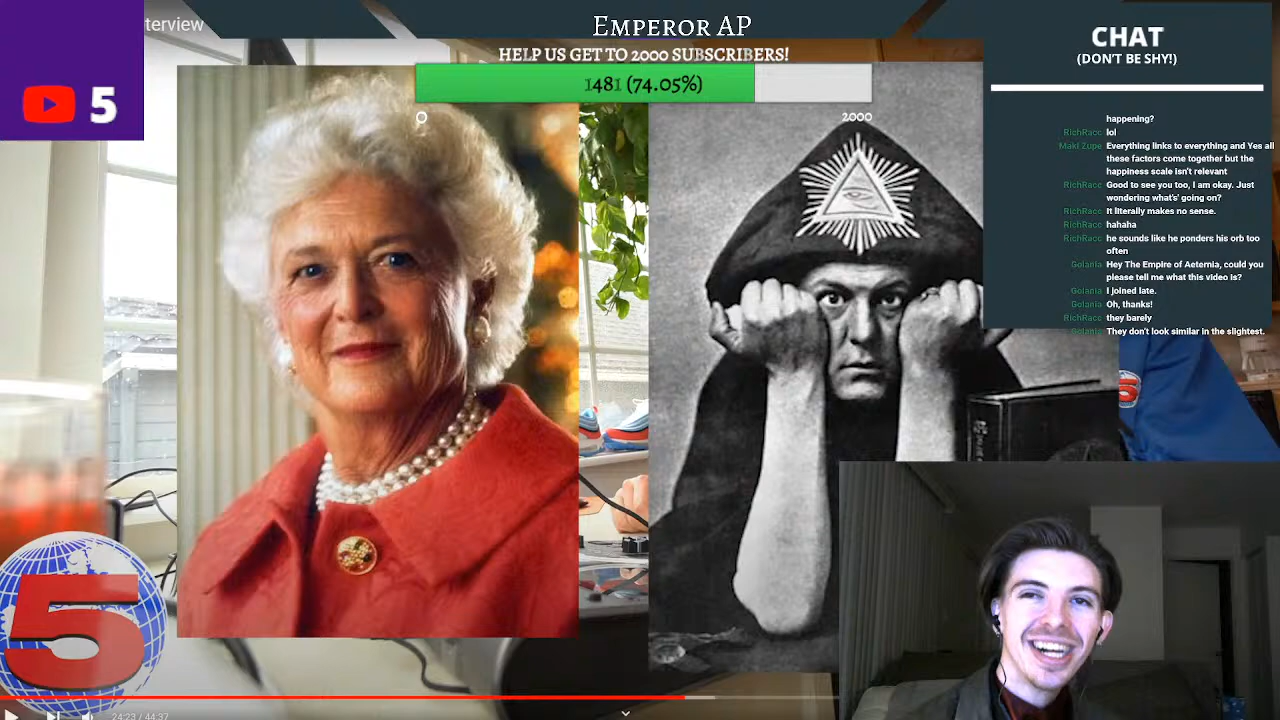 terview
EMPEROR AP
HELP US GET TO 2000 SUBSCRIBERS!
1481 (74.05%)
0
2000
5
CHAT
(DON'T BE SHY!)
happening?
RichRacc lol
Maki Zupe Everything links to everything and Yes all
these factors come together but the
happiness scale isn't relevant
RichRacc Good to see you too, I am okay. Just
wondering what's' going on?
RichRacc It literally makes no sense.
RichRacc hahaha
RichRacc he sounds like he ponders his orb too
often
Golania Hey The Empire of Aeternia, could you
please tell me what this video is?
Golania I joined late.
Golania Oh, thanks!
RichRacc they barely
Golania They don't look similar in the slightest.
5
5
24:23 / 44:37